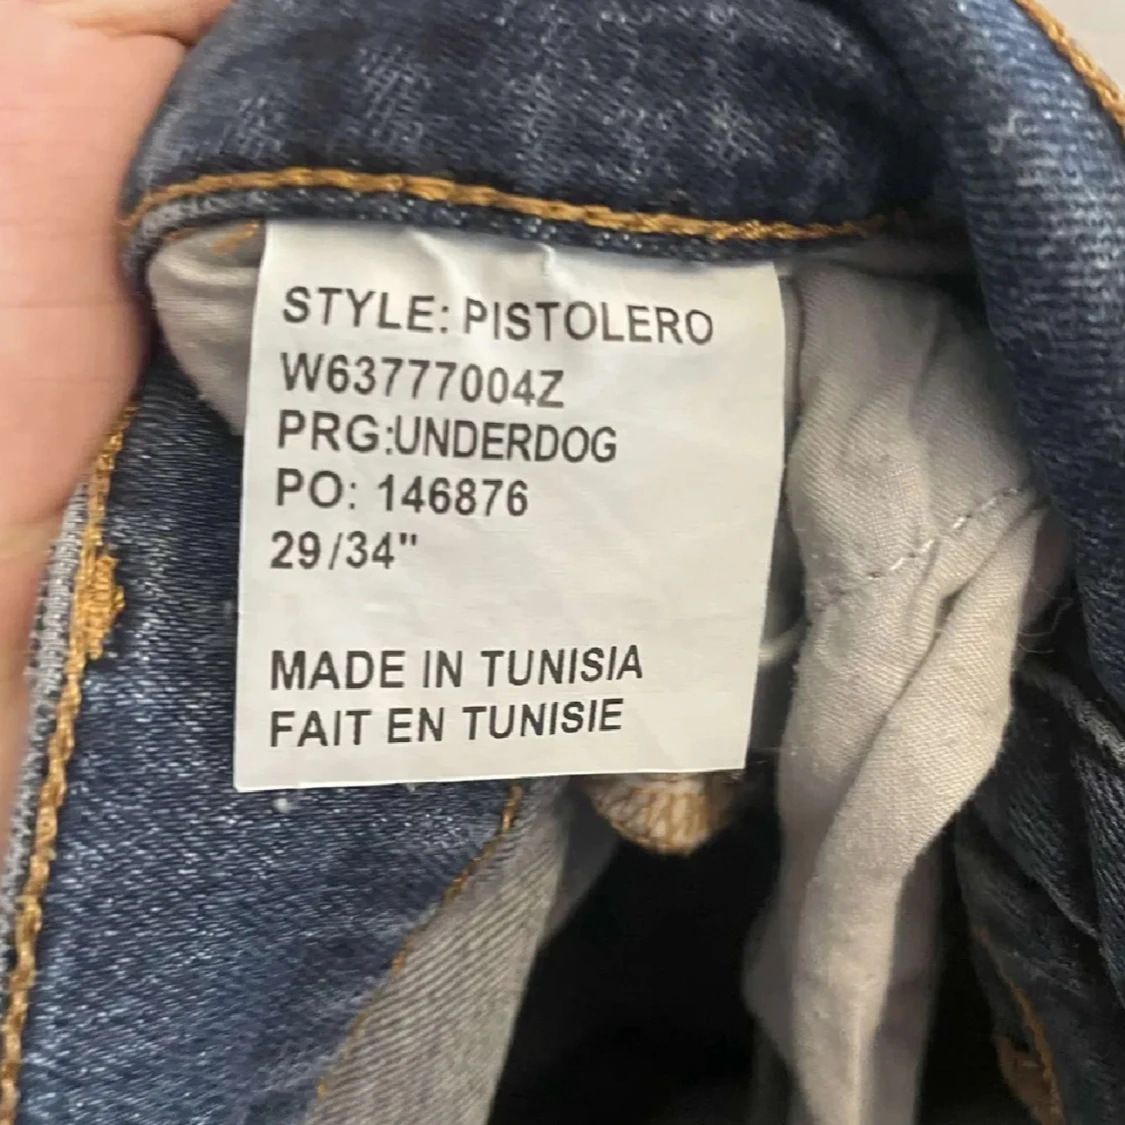 STYLE: PISTOLERO
W63777004Z
PRG:UNDERDOG
PO: 146876
29/34"
MADE IN TUNISIA
FAIT EN TUNISIE